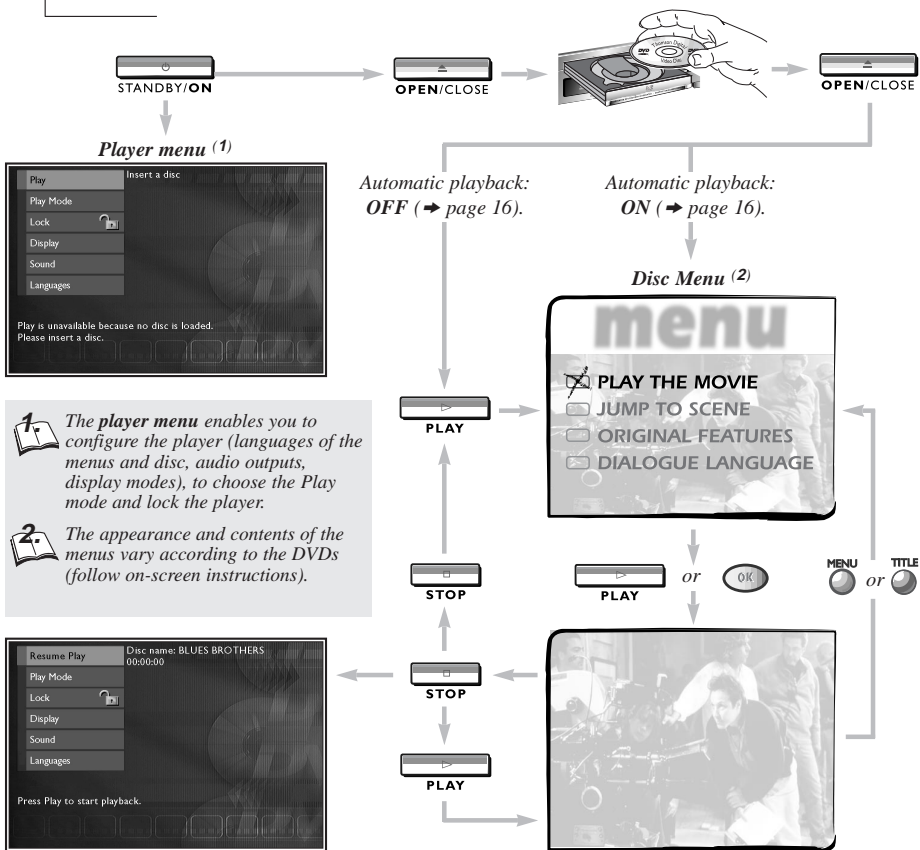 STANDBY/ON
OPEN/CLOSE
DVD Thomson Digital Video Disc
OPEN/CLOSE
Player menu (1)
Play
Insert a disc
Play Mode
Lock
Display
Sound
Languages
Play is unavailable because no disc is loaded.
Please insert a disc.
Automatic playback:
OFF (➜ page 16).
Automatic playback:
ON (➜ page 16).
Disc Menu (2)
menu
PLAY THE MOVIE
JUMP TO SCENE
ORIGINAL FEATURES
DIALOGUE LANGUAGE
PLAY
1. The player menu enables you to
configure the player (languages of the
menus and disc, audio outputs,
display modes), to choose the Play
mode and lock the player.
2. The appearance and contents of the
menus vary according to the DVDs
(follow on-screen instructions).
STOP
PLAY
or
OK
MENU
or
TITLE
Resume Play
Disc name: BLUES BROTHERS
00:00:00
Play Mode
Lock
Display
Sound
Languages
Press Play to start playback.
STOP
PLAY